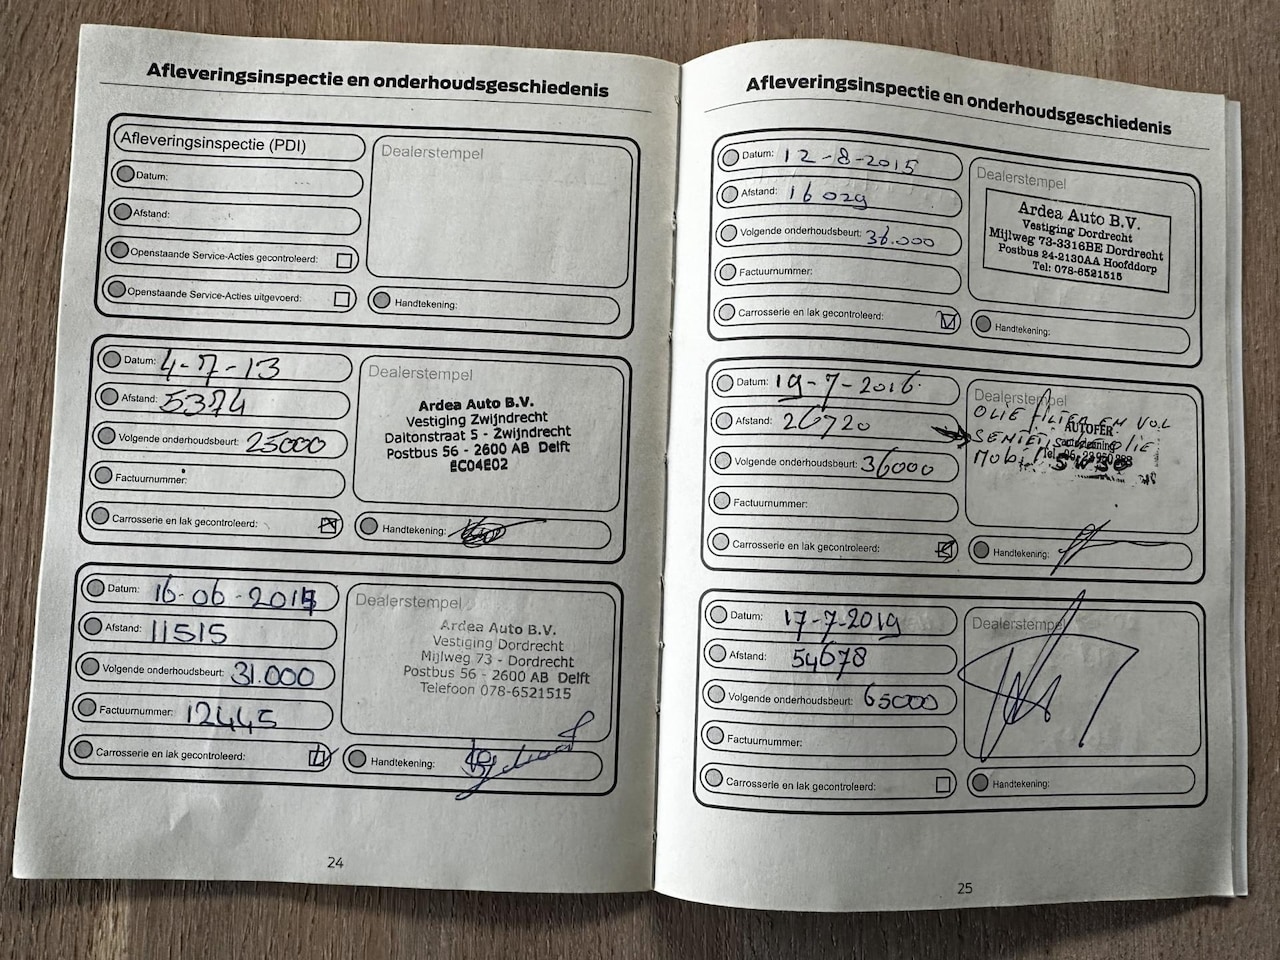 Afleveringsinspectie en onderhoudsgeschiedenis
Afleveringsinspectie (PDI)
Dealerstempel
Datum:
Afstand:
Openstaande Service-Acties gecontroleerd:
Openstaande Service-Acties uitgevoerd:
Handtekening:
Datum: 4-7-13
Afstand: 5374
Volgende onderhoudsbeurt: 25000
Factuurnummer:
Carrosserie en lak gecontroleerd:
Dealerstempel
Ardea Auto B.V.
Vestiging Zwijndrecht
Daltonstraat 5 - Zwijndrecht
Postbus 56 - 2600 AB Delft
EC04E02
Handtekening:
Datum: 16-06-2014
Afstand: 11515
Volgende onderhoudsbeurt: 31.000
Factuurnummer: 12445
Carrosserie en lak gecontroleerd:
Dealerstempel
Ardea Auto B.V.
Vestiging Dordrecht
Mijlweg 73 - Dordrecht
Postbus 56 - 2600 AB Delft
Telefoon 078-6521515
Handtekening:
24
Afleveringsinspectie en onderhoudsgeschiedenis
Datum: 12-8-2015
Afstand: 16029
Volgende onderhoudsbeurt: 36.000
Factuurnummer:
Carrosserie en lak gecontroleerd:
Dealerstempel
Ardea Auto B.V.
Vestiging Dordrecht
Mijlweg 73-3316BE Dordrecht
Postbus 24-2130AA Hoofddorp
Tel: 078-6521515
Handtekening:
Datum: 19-7-2016
Afstand: 26720
Volgende onderhoudsbeurt: 36000
Factuurnummer:
Carrosserie en lak gecontroleerd:
Dealerstempel
OLIE FILTER EN VOL
AUTOFER
OLIE
5W30
Handtekening:
Datum: 17-7-2019
Afstand: 54678
Volgende onderhoudsbeurt: 65000
Factuurnummer:
Carrosserie en lak gecontroleerd:
Dealerstempel
Handtekening:
25